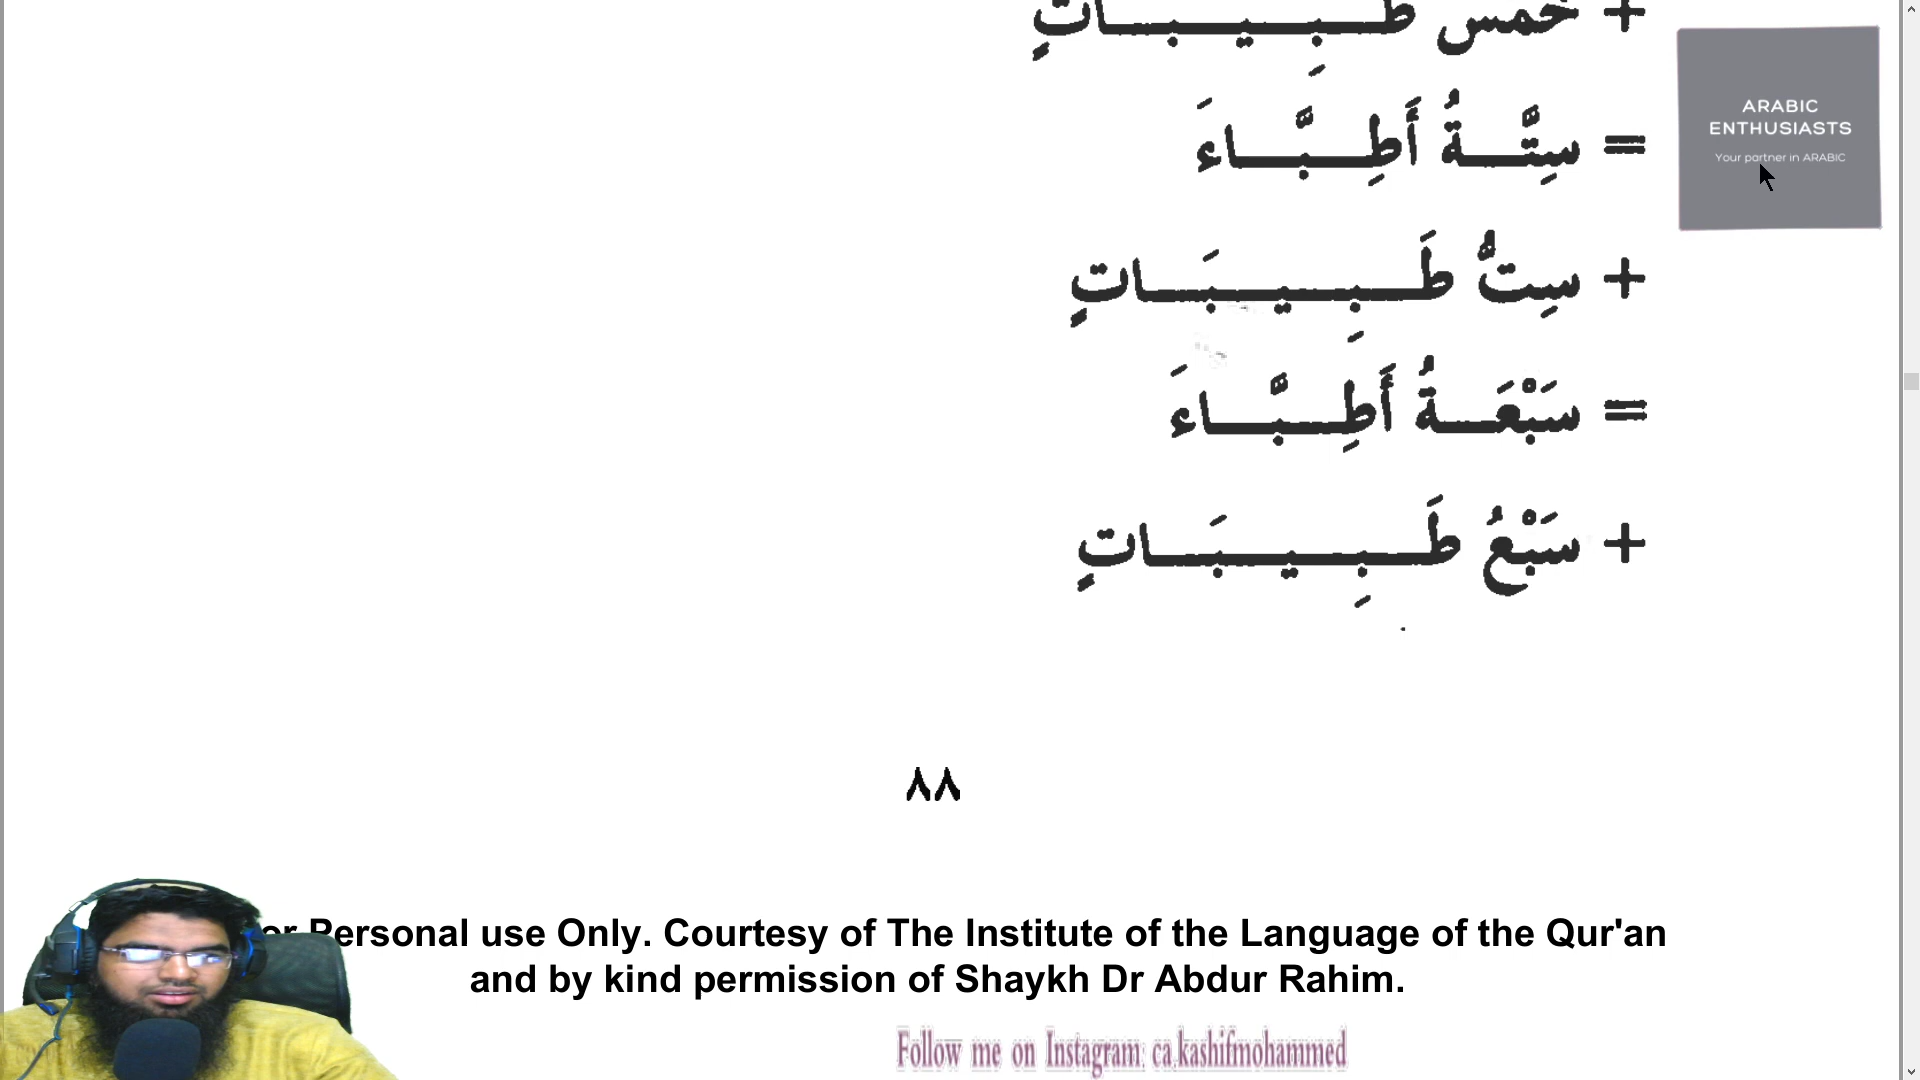 + خمس طَبِيبَاتٍ
= سِتَّةُ أَطِبَّاءَ
+ سِتُّ طَبِيبَاتٍ
= سَبْعَةُ أَطِبَّاءَ
+ سَبْعُ طَبِيبَاتٍ
٨٨
ARABIC
ENTHUSIASTS
Your partner in ARABIC
or Personal use Only. Courtesy of The Institute of the Language of the Qur'an
and by kind permission of Shaykh Dr Abdur Rahim.
Follow me on Instagram: ca.kashifmohammed